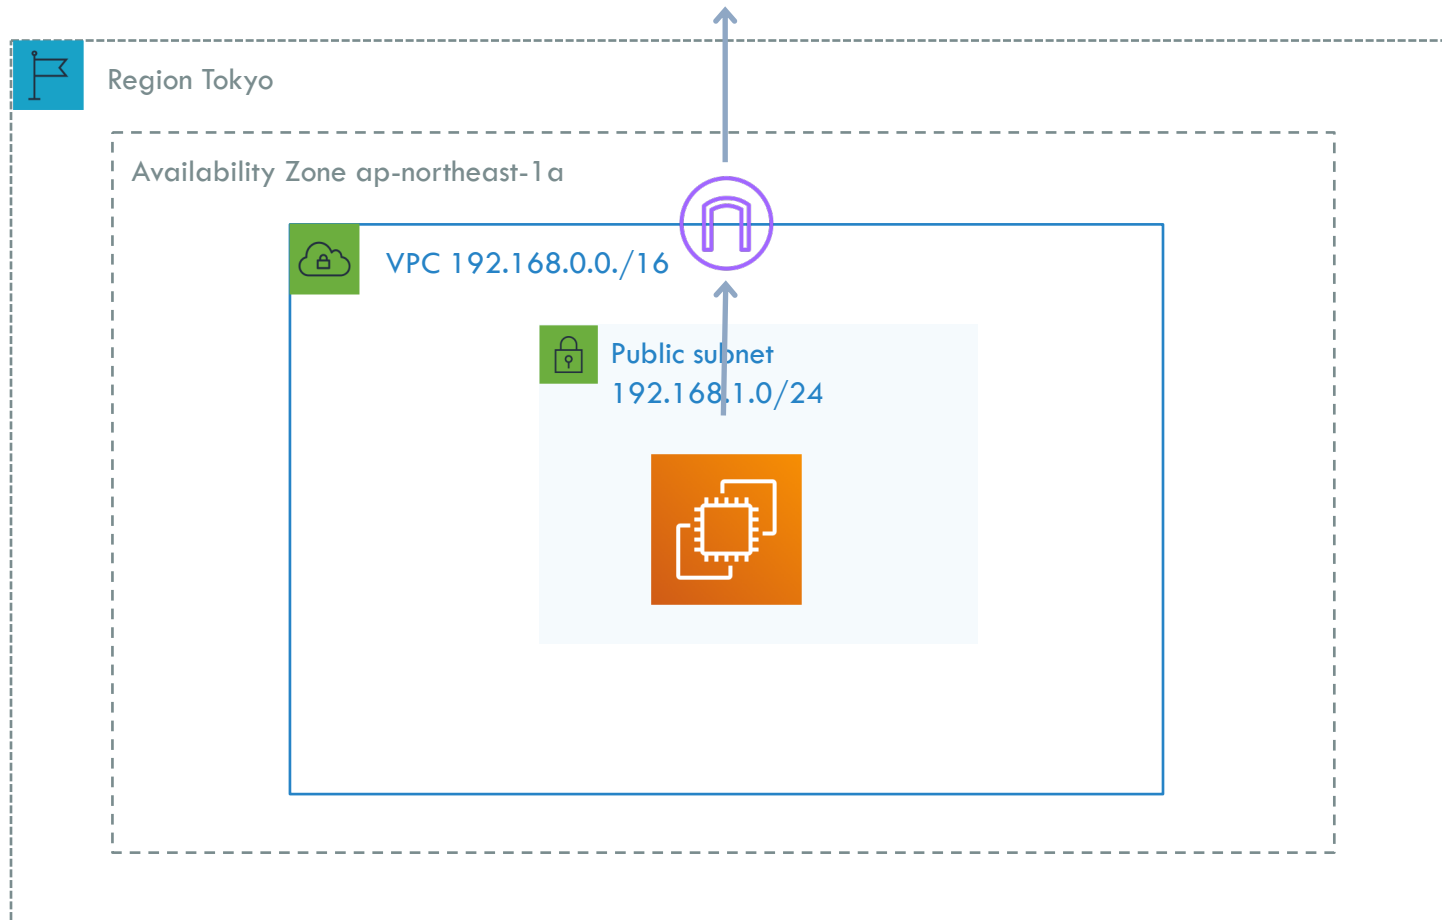 Region Tokyo
Availability Zone ap-northeast-1a
VPC 192.168.0.0./16
Public subnet
192.168.1.0/24